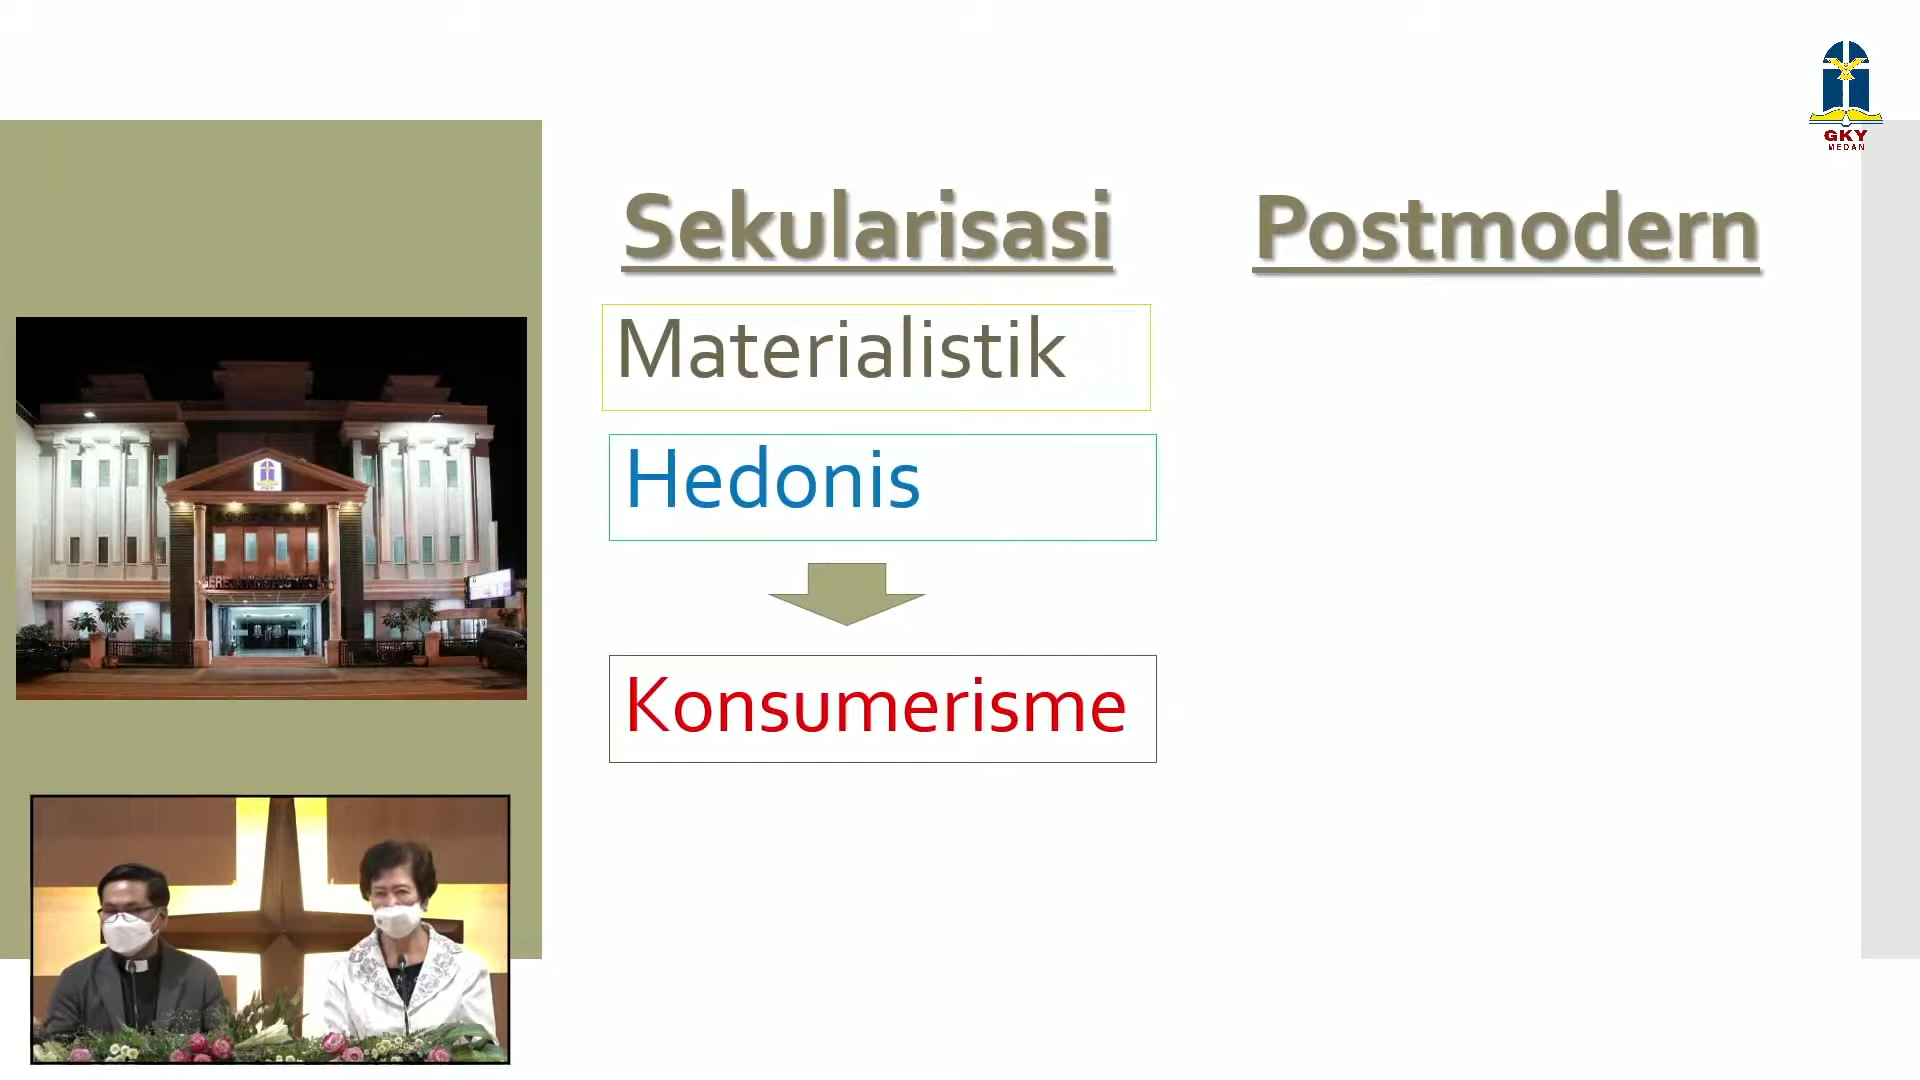 GKY
MEDAN
Sekularisasi
Postmodern
Materialistik
Hedonis
Konsumerisme